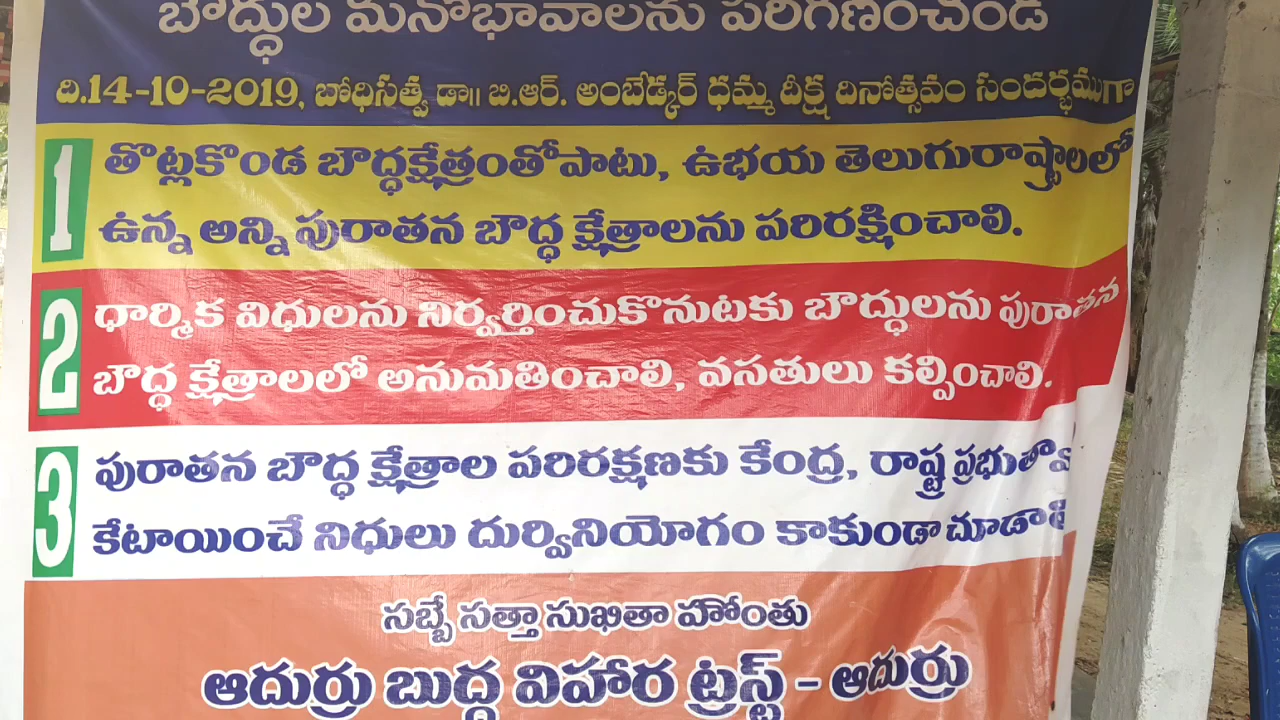 బౌద్ధుల మనోభావాలను పరిగణించండి
ది.14-10-2019, బోధిసత్వ డా॥ బి.ఆర్. అంబేడ్కర్ ధమ్మ దీక్ష దినోత్సవం సందర్భముగా
1 తొట్లకొండ బౌద్ధక్షేత్రంతోపాటు, ఉభయ తెలుగురాష్ట్రాలలో
ఉన్న అన్ని పురాతన బౌద్ధ క్షేత్రాలను పరిరక్షించాలి.
2 ధార్మిక విధులను నిర్వర్తించుకొనుటకు బౌద్ధులను పురాతన
బౌద్ధ క్షేత్రాలలో అనుమతించాలి, వసతులు కల్పించాలి.
3 పురాతన బౌద్ధ క్షేత్రాల పరిరక్షణకు కేంద్ర, రాష్ట్ర
కేటాయించే నిధులు దుర్వినియోగం కాకుండా
సబ్బే సత్తా సుఖితా హోంతు
ఆదుర్రు బుద్ధ విహార ట్రస్ట్ - ఆదుర్రు